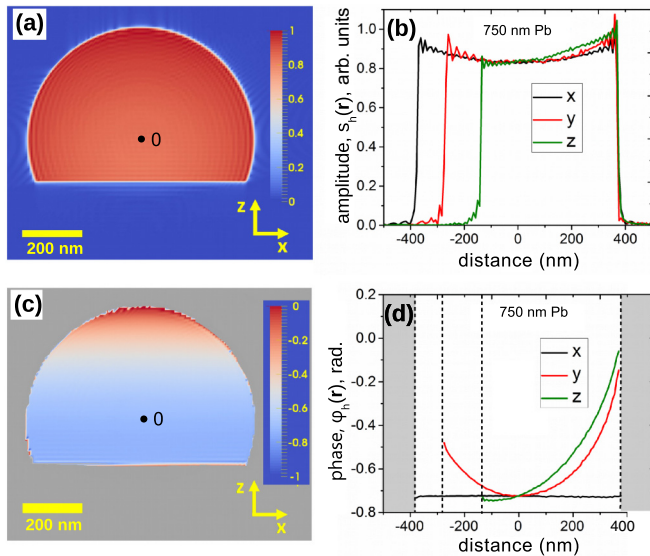 (a)
0
z
x
200 nm
1
0.8
0.6
0.4
0.2
0
(b)
750 nm Pb
x
y
z
amplitude, s_h(r), arb. units
1.0
0.8
0.6
0.4
0.2
0.0
-400 -200 0 200 400
distance (nm)
(c)
0
z
x
200 nm
0
-0.2
-0.4
-0.6
-0.8
-1
(d)
750 nm Pb
x
y
z
phase, φ_h(r), rad.
0.2
0.0
-0.2
-0.4
-0.6
-0.8
-400 -200 0 200 400
distance (nm)